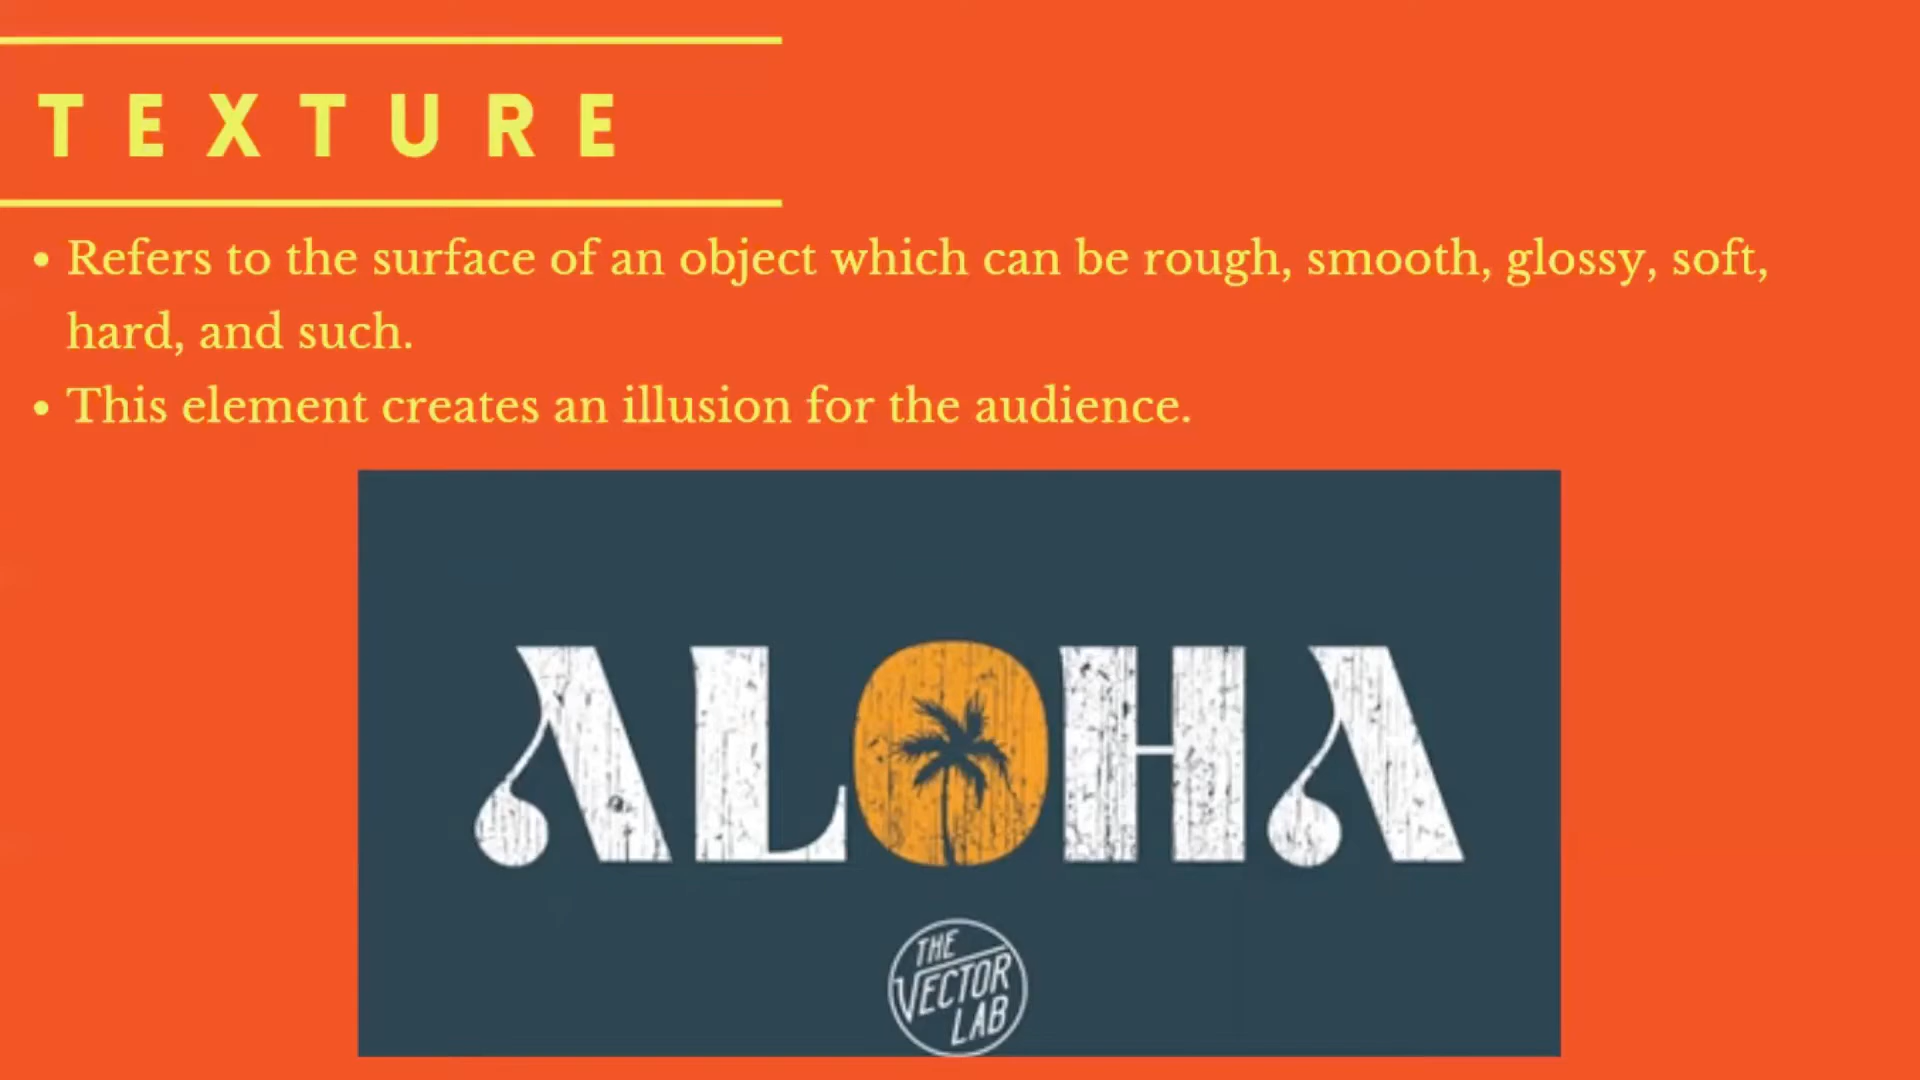 TEXTURE
• Refers to the surface of an object which can be rough, smooth, glossy, soft,
hard, and such.
• This element creates an illusion for the audience.
ALOHA
THE
VECTOR
LAB